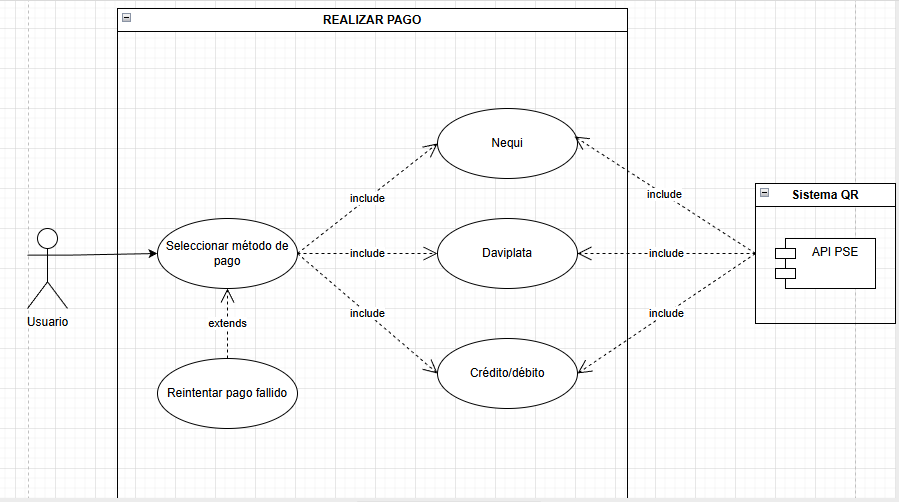 REALIZAR PAGO
Nequi
include
include
Sistema QR
Seleccionar método de
pago
include
Daviplata
include
API PSE
Usuario
extends
include
include
Reintentar pago fallido
Crédito/débito